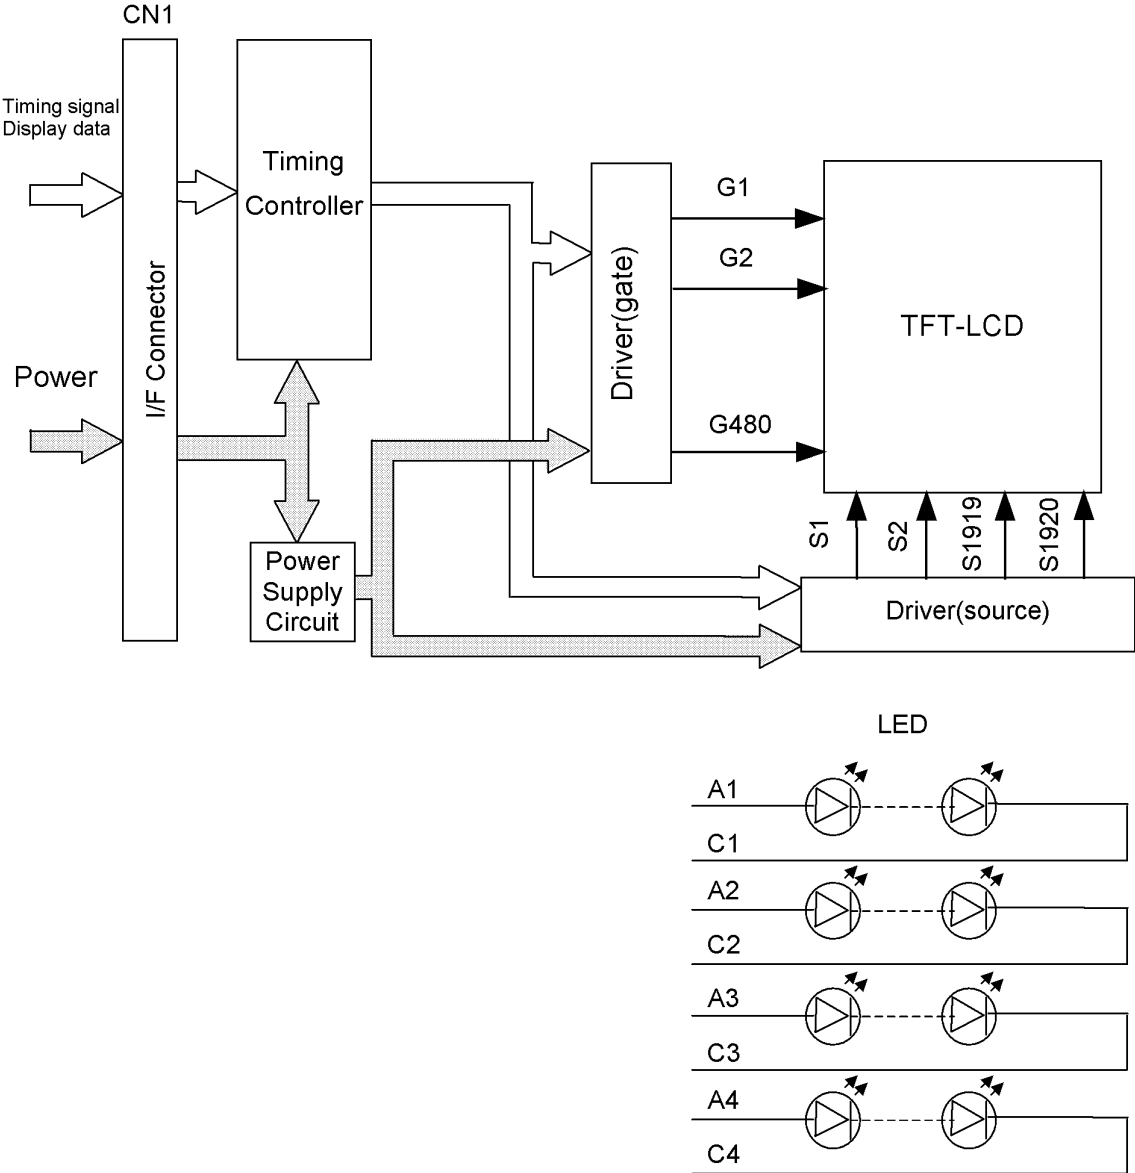 CN1
Timing signal
Display data
Power
I/F Connector
Timing
Controller
Power
Supply
Circuit
Driver(gate)
G1
G2
G480
TFT-LCD
S1
S2
S1919
S1920
Driver(source)
LED
A1
C1
A2
C2
A3
C3
A4
C4